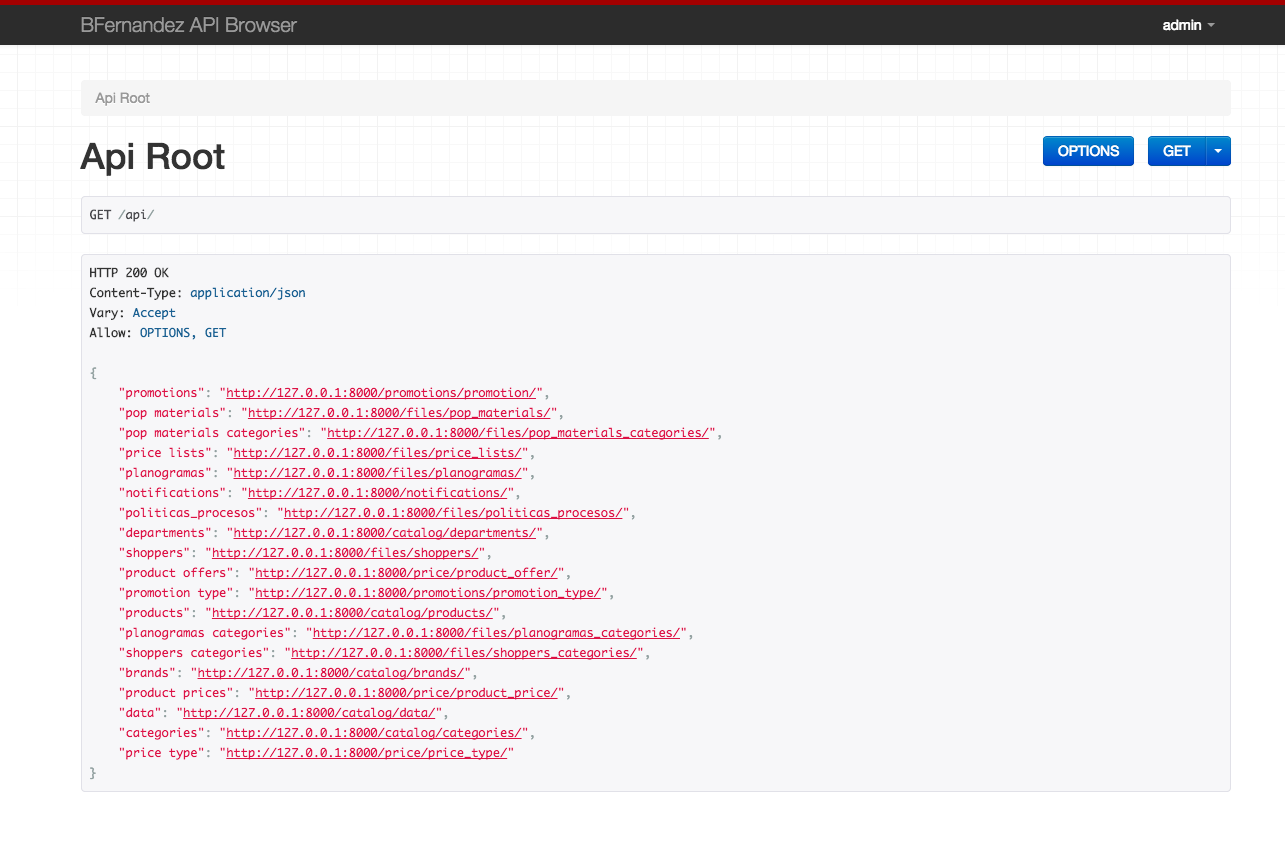 BFernandez API Browser
admin
Api Root
Api Root
OPTIONS
GET
GET /api/
HTTP 200 OK
Content-Type: application/json
Vary: Accept
Allow: OPTIONS, GET
{
"promotions": "http://127.0.0.1:8000/promotions/promotion/",
"pop materials": "http://127.0.0.1:8000/files/pop_materials/",
"pop materials categories": "http://127.0.0.1:8000/files/pop_materials_categories/",
"price lists": "http://127.0.0.1:8000/files/price_lists/",
"planogramas": "http://127.0.0.1:8000/files/planogramas/",
"notifications": "http://127.0.0.1:8000/notifications/",
"politicas_procesos": "http://127.0.0.1:8000/files/politicas_procesos/",
"departments": "http://127.0.0.1:8000/catalog/departments/",
"shoppers": "http://127.0.0.1:8000/files/shoppers/",
"product offers": "http://127.0.0.1:8000/price/product_offer/",
"promotion type": "http://127.0.0.1:8000/promotions/promotion_type/",
"products": "http://127.0.0.1:8000/catalog/products/",
"planogramas categories": "http://127.0.0.1:8000/files/planogramas_categories/",
"shoppers categories": "http://127.0.0.1:8000/files/shoppers_categories/",
"brands": "http://127.0.0.1:8000/catalog/brands/",
"product prices": "http://127.0.0.1:8000/price/product_price/",
"data": "http://127.0.0.1:8000/catalog/data/",
"categories": "http://127.0.0.1:8000/catalog/categories/",
"price type": "http://127.0.0.1:8000/price/price_type/"
}